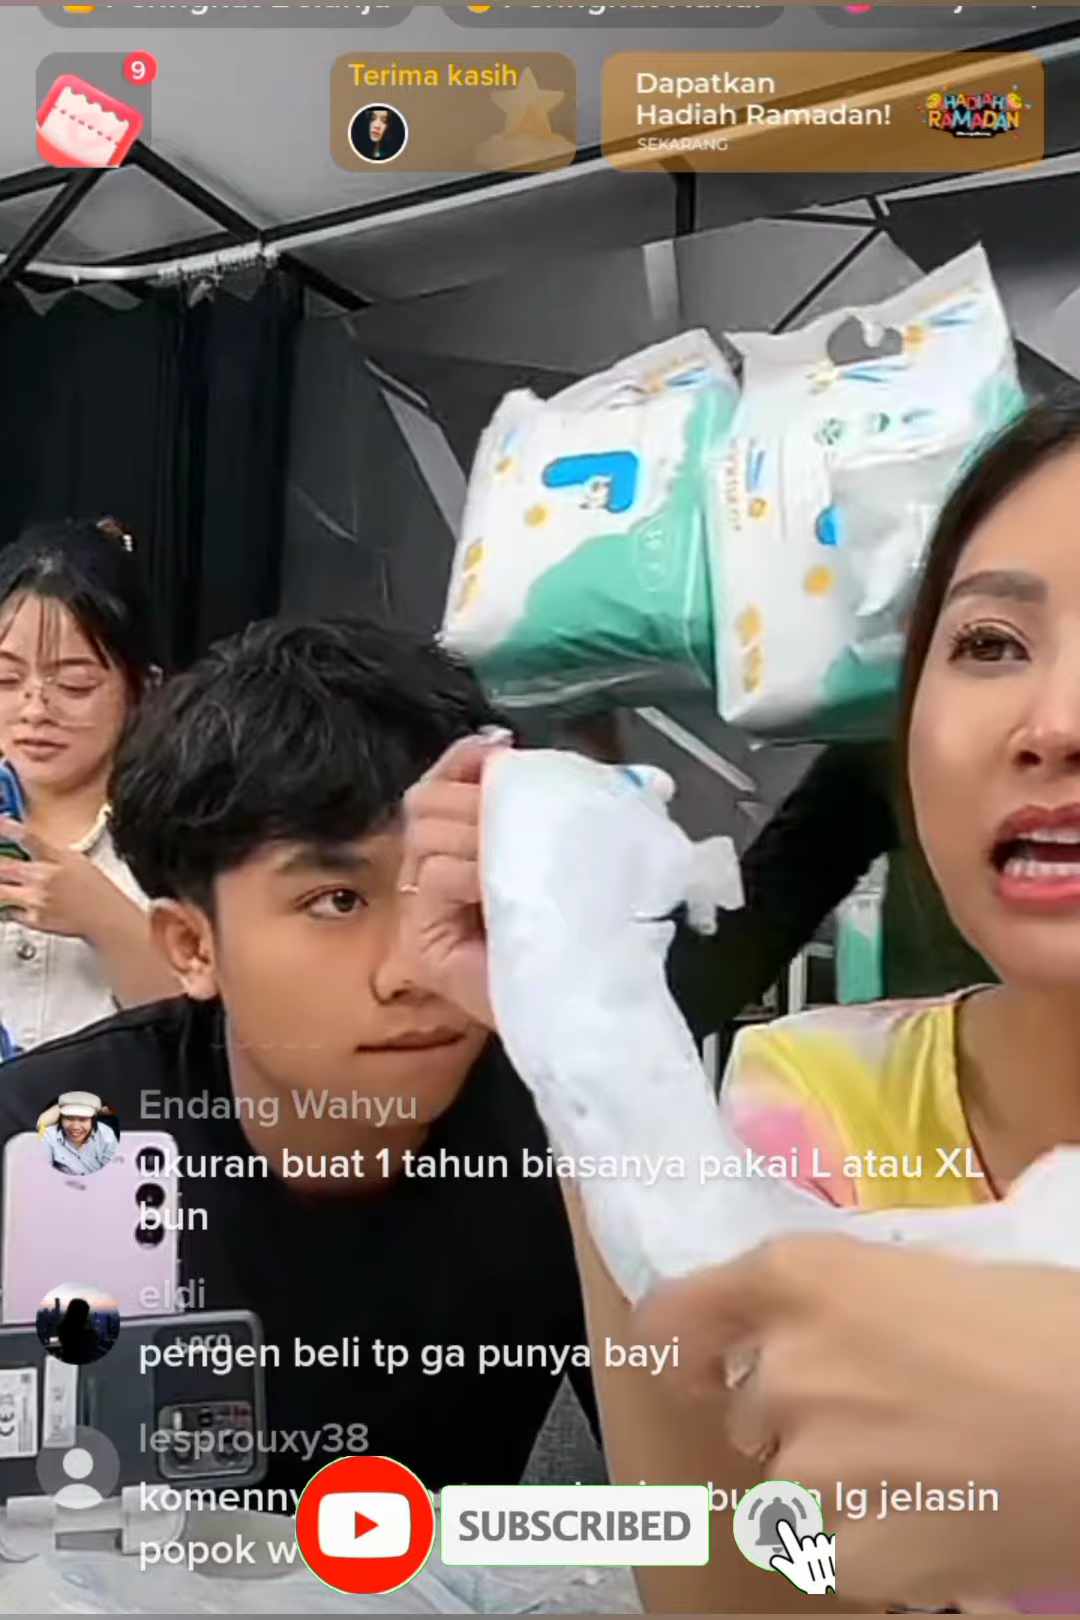 9
Terima kasih
Dapatkan
Hadiah Ramadan!
SEKARANG
HADIAH
RAMADAN
L
Endang Wahyu
ukuran buat 1 tahun biasanya pakai L atau XL
bun
eldi
pengen beli tp ga punya bayi
POCO
lesprouxy38
lg jelasin
popok
SUBSCRIBED